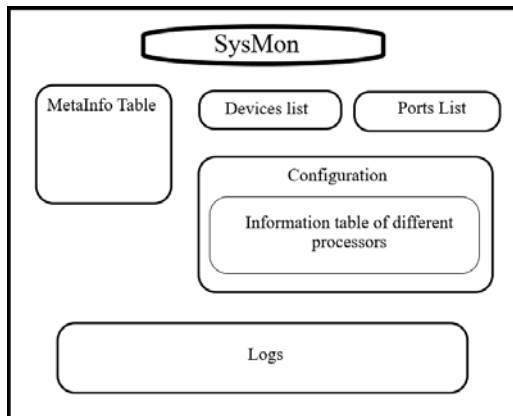 SysMon
MetaInfo Table
Devices list
Ports List
Configuration
Information table of different
processors
Logs